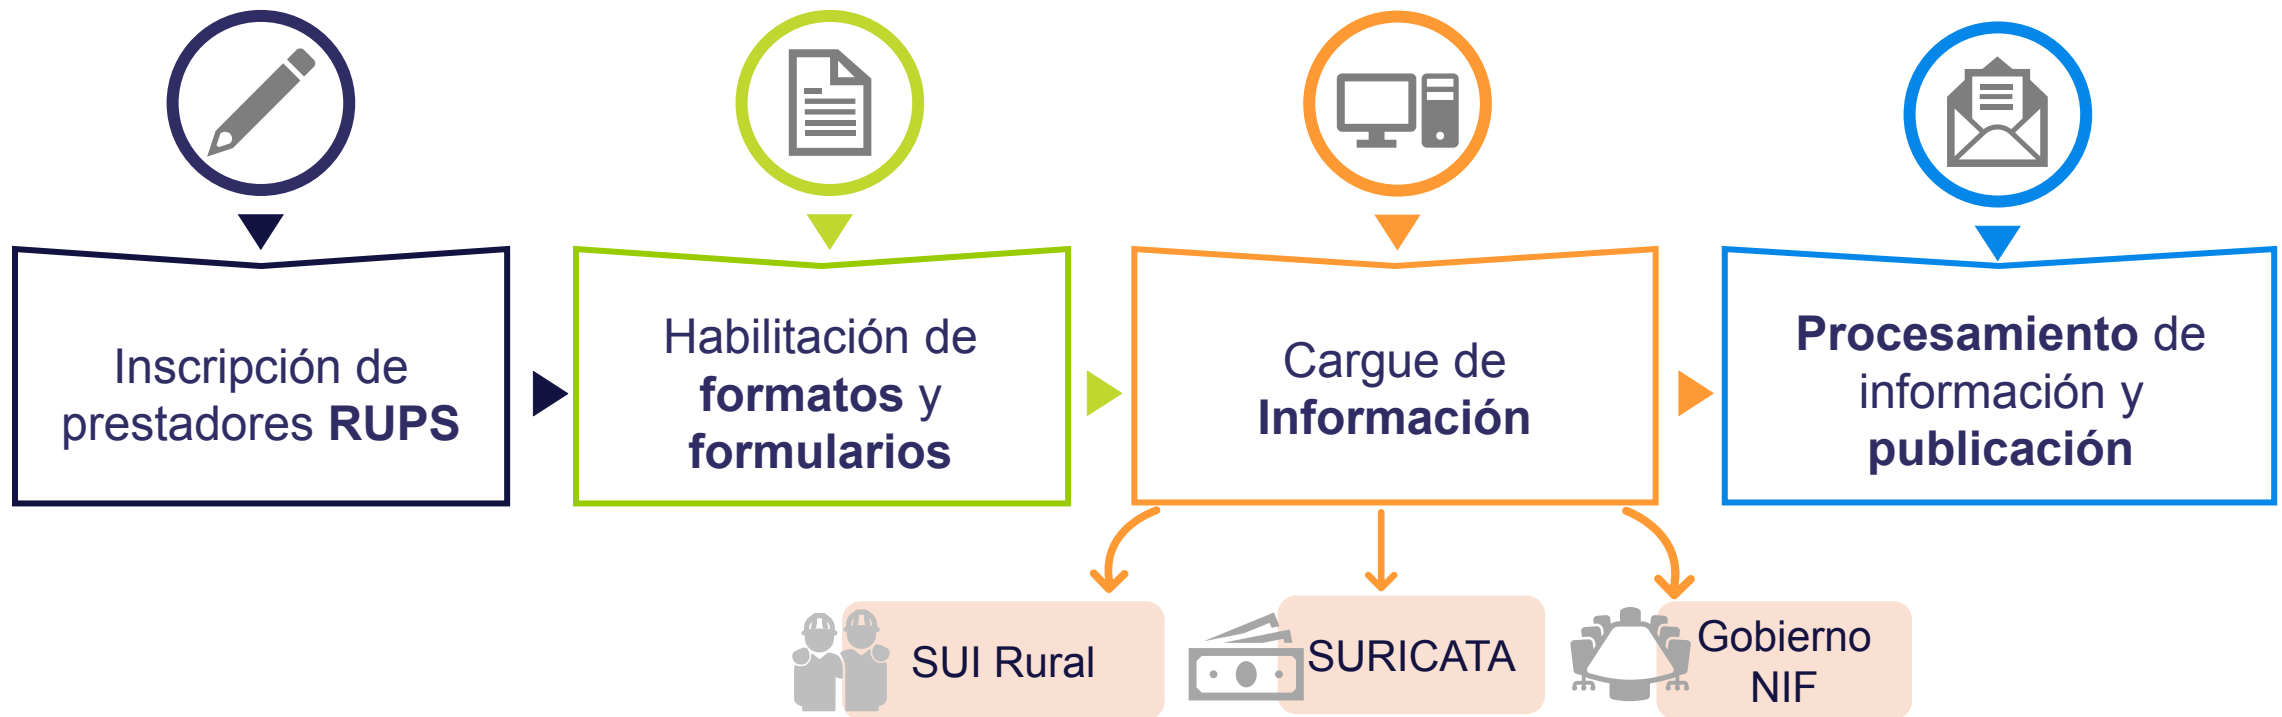 Inscripción de
prestadores RUPS
Habilitación de
formatos y
formularios
Cargue de
Información
Procesamiento de
información y
publicación
SUI Rural
SURICATA
Gobierno
NIF